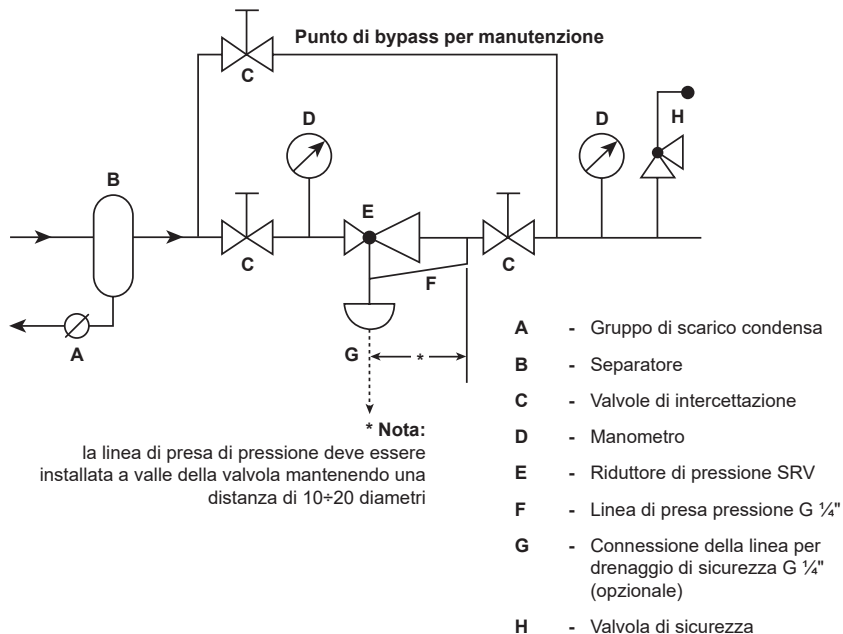 Punto di bypass per manutenzione
C
D
D
H
B
E
C
C
F
A
G
*
* Nota:
la linea di presa di pressione deve essere
installata a valle della valvola mantenendo una
distanza di 10÷20 diametri
A - Gruppo di scarico condensa
B - Separatore
C - Valvole di intercettazione
D - Manometro
E - Riduttore di pressione SRV
F - Linea di presa pressione G ¼"
G - Connessione della linea per
drenaggio di sicurezza G ¼"
(opzionale)
H - Valvola di sicurezza